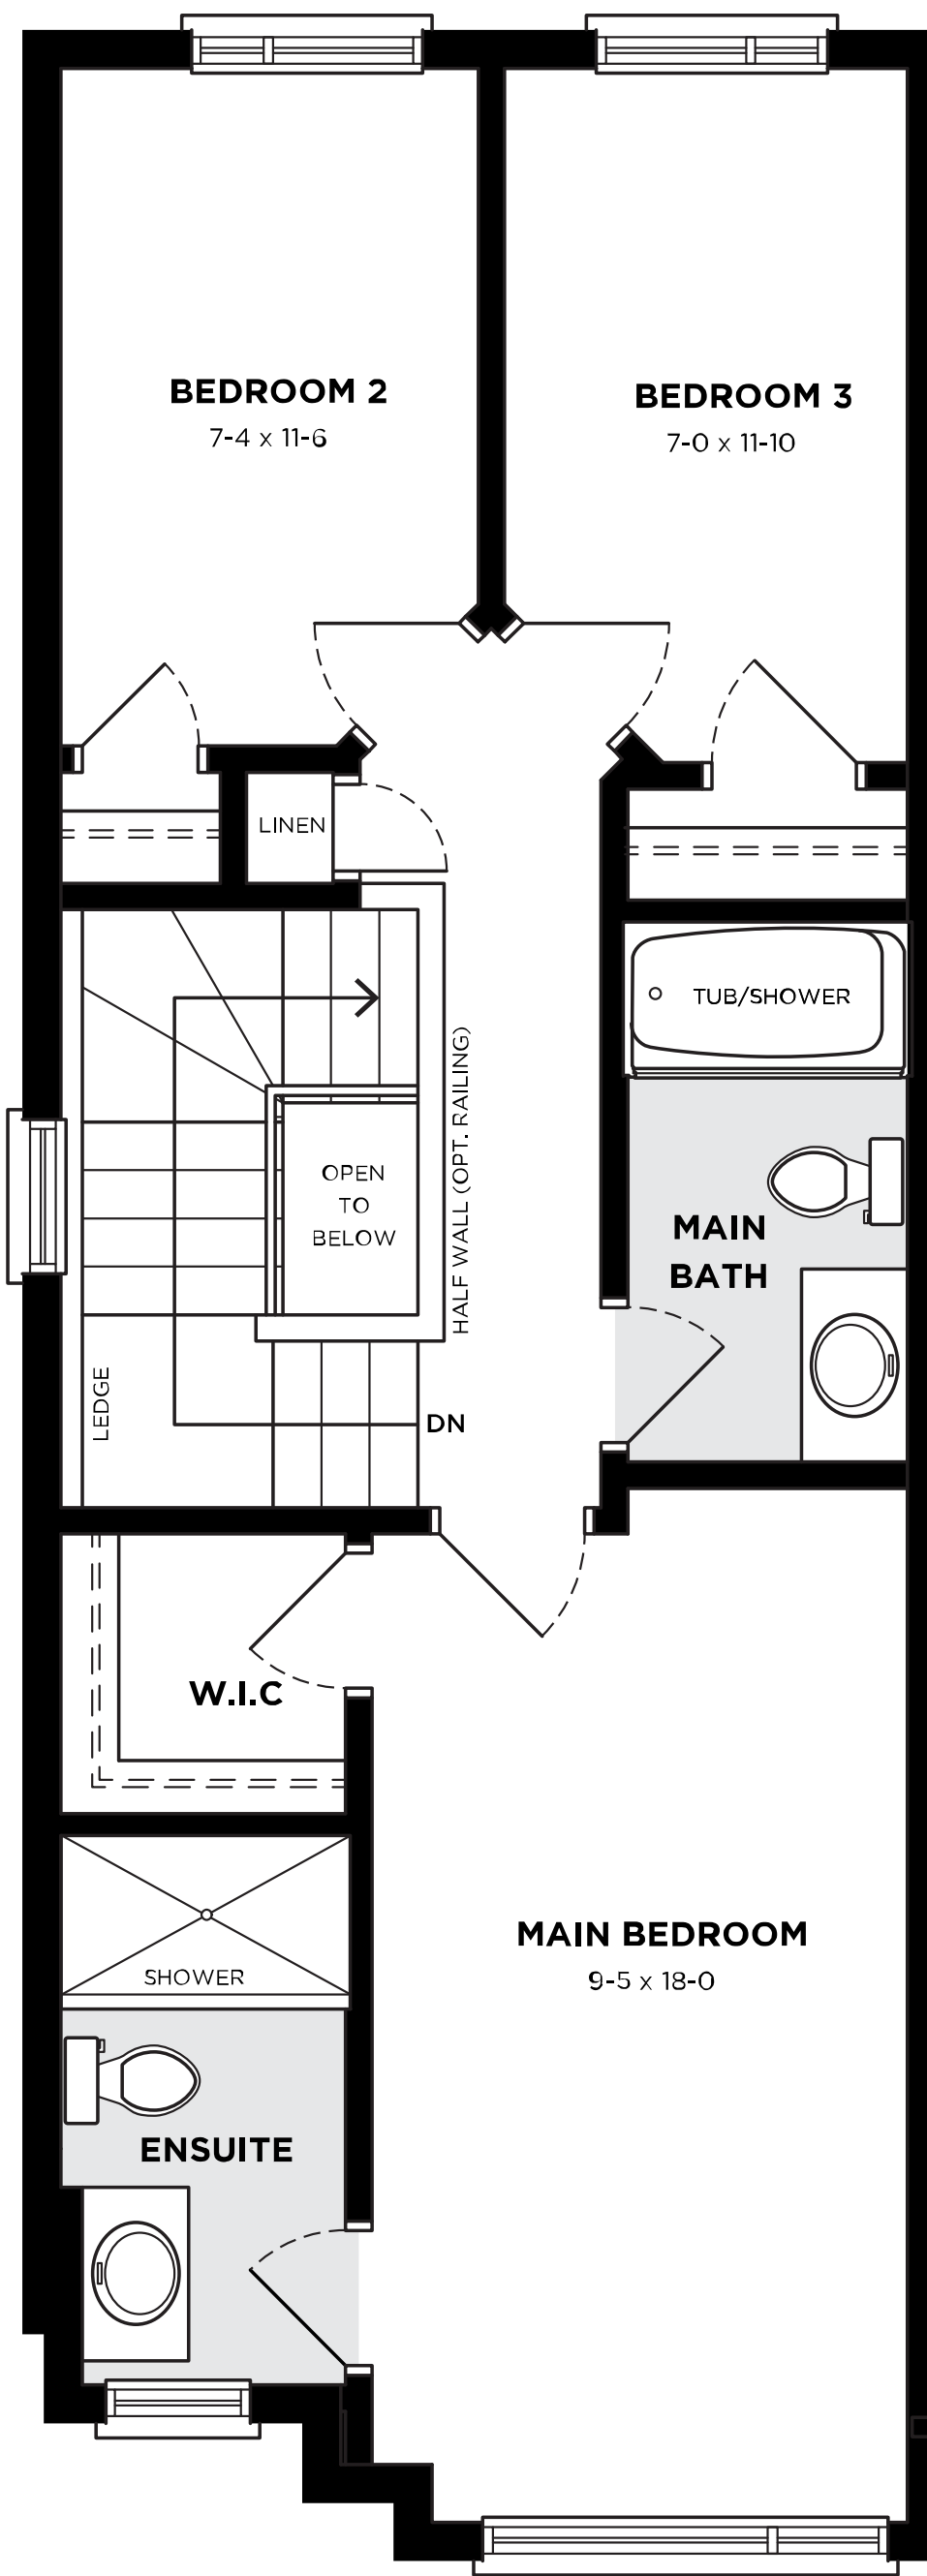 BEDROOM 2
7-4 x 11-6
BEDROOM 3
7-0 x 11-10
LINEN
TUB/SHOWER
HALF WALL (OPT. RAILING)
OPEN
TO
BELOW
MAIN
BATH
LEDGE
DN
W.I.C
MAIN BEDROOM
9-5 x 18-0
SHOWER
ENSUITE